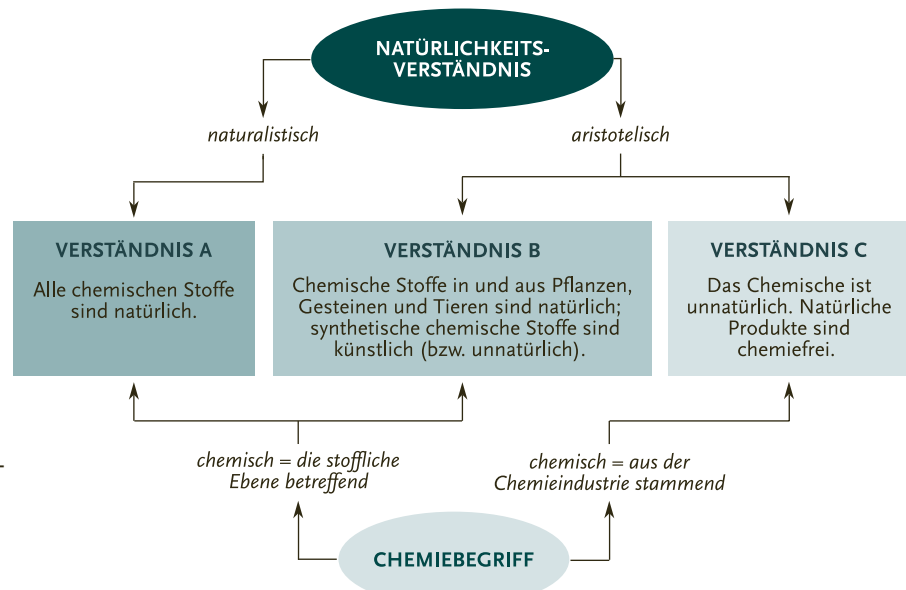 NATÜRLICHKEITS-
VERSTÄNDNIS
naturalistisch
aristotelisch
VERSTÄNDNIS A
Alle chemischen Stoffe
sind natürlich.
VERSTÄNDNIS B
Chemische Stoffe in und aus Pflanzen,
Gesteinen und Tieren sind natürlich;
synthetische chemische Stoffe sind
künstlich (bzw. unnatürlich).
VERSTÄNDNIS C
Das Chemische ist
unnatürlich. Natürliche
Produkte sind
chemiefrei.
chemisch = die stoffliche
Ebene betreffend
chemisch = aus der
Chemieindustrie stammend
CHEMIEBEGRIFF